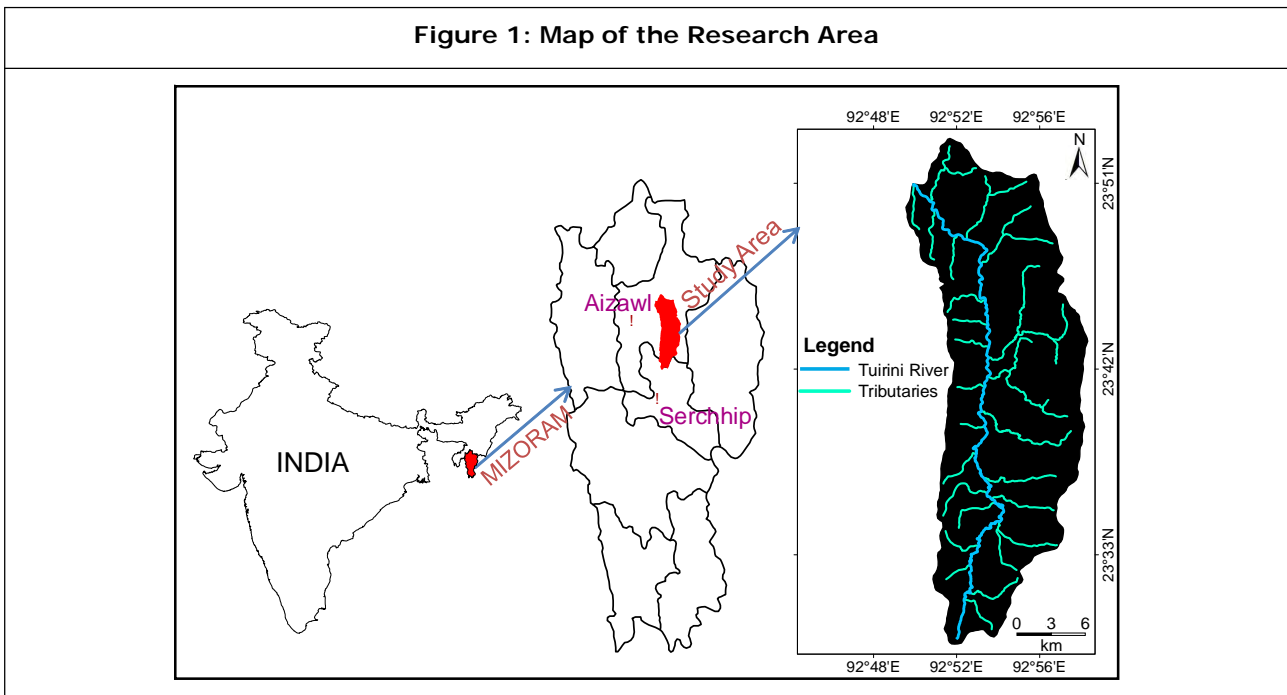 Figure 1: Map of the Research Area
INDIA
MIZORAM
Aizawl
!
!
Serchhip
Study Area
92°48'E 92°52'E 92°56'E
N
23°51'N
23°42'N
23°33'N
Legend
Tuirini River
Tributaries
0 3 6
km
92°48'E 92°52'E 92°56'E